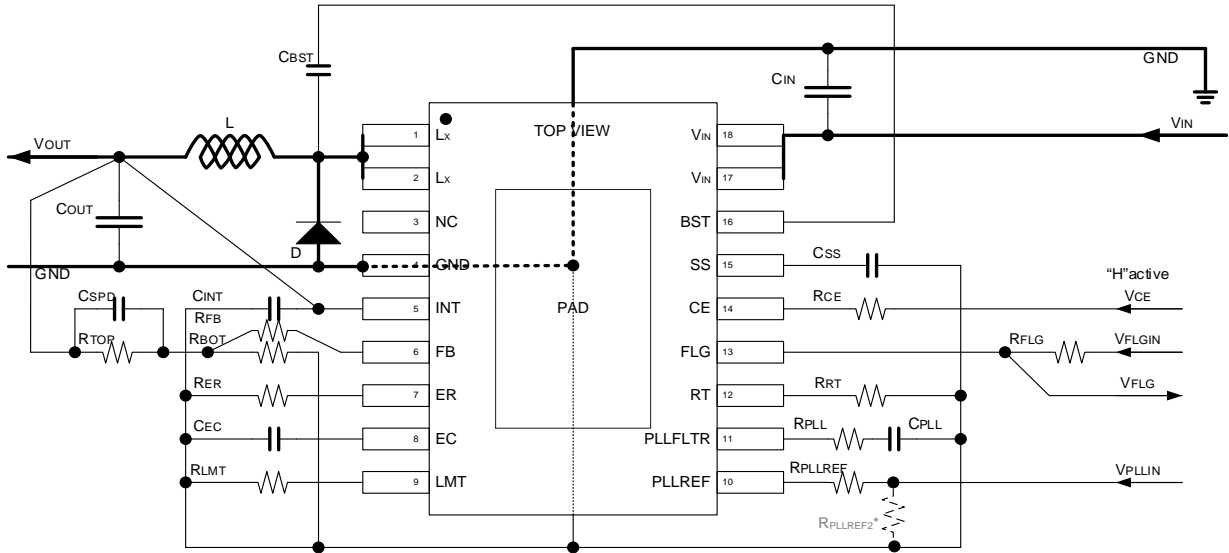 CBST
GND
CIN
L
1 LX
TOP VIEW
VIN 18
VIN
VOUT
2 LX
VIN 17
COUT
3 NC
BST 16
D
CSS
4 GND
SS 15
GND
"H"active
CSPD
CINT
5 INT
PAD
CE 14
RCE
VCE
RFB
RTOP
RBOT
6 FB
FLG 13
RFLG
VFLGIN
RER
7 ER
RT 12
RRT
VFLG
CEC
8 EC
PLLFLTR 11
RPLL
CPLL
RLMT
9 LMT
PLLREF 10
RPLLREF
VPLLIN
RPLLREF2*